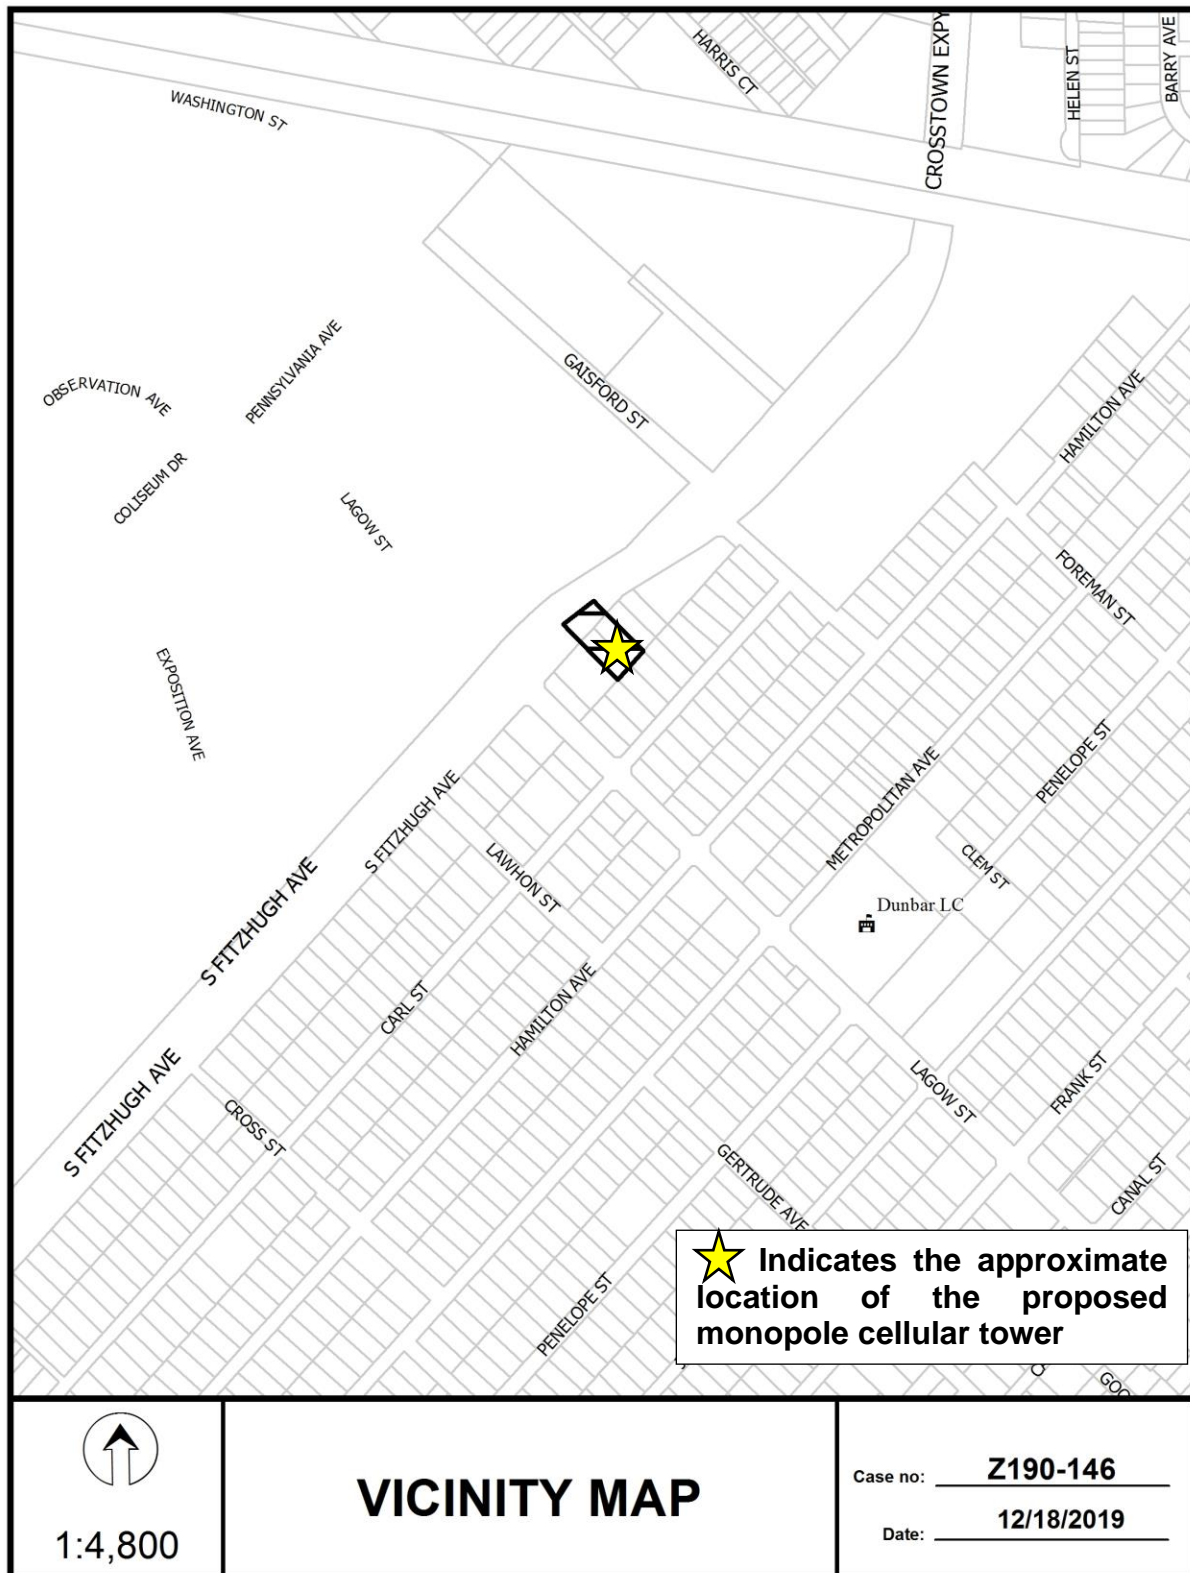 HARRIS CT
CROSSTOWN EXPY
HELEN ST
BARRY AVE
WASHINGTON ST
PENNSYLVANIA AVE
OBSERVATION AVE
GAISFORD ST
HAMILTON AVE
COLISEUM DR
LAGOW ST
FOREMAN ST
EXPOSITION AVE
PENELOPE ST
METROPOLITAN AVE
S FITZHUGH AVE
LAWHON ST
CLEM ST
Dunbar LC
S FITZHUGH AVE
CARL ST
HAMILTON AVE
S FITZHUGH AVE
CROSS ST
LAGOW ST
FRANK ST
GERTRUDE AVE
CANAL ST
PENELOPE ST
Indicates the approximate
location of the proposed
monopole cellular tower
1:4,800
VICINITY MAP
Case no: Z190-146
Date: 12/18/2019